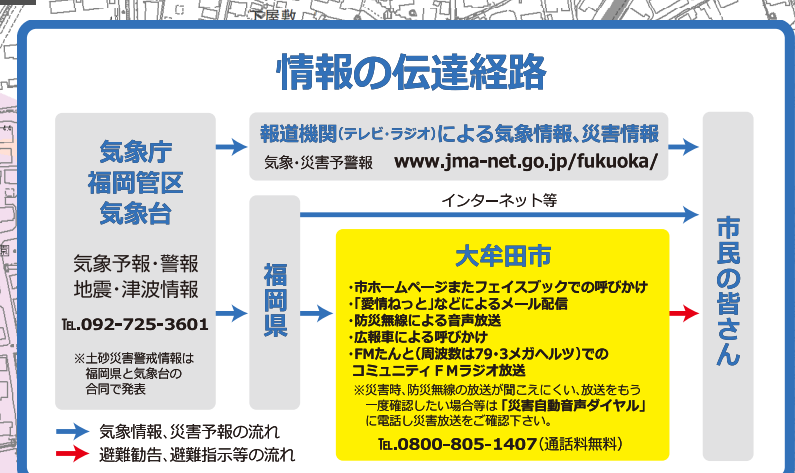 下屋敷
情報の伝達経路
気象庁
福岡管区
気象台
気象予報・警報
地震・津波情報
℡.092-725-3601
※土砂災害警戒情報は
福岡県と気象台の
合同で発表
報道機関(テレビ・ラジオ)による気象情報、災害情報
気象・災害予警報 www.jma-net.go.jp/fukuoka/
インターネット等
福岡県
大牟田市
・市ホームページまたフェイスブックでの呼びかけ
・「愛情ねっと」などによるメール配信
・防災無線による音声放送
・広報車による呼びかけ
・FMたんと(周波数は79・3メガヘルツ)での
コミュニティFMラジオ放送
※災害時、防災無線の放送が聞こえにくい、放送をもう
一度確認したい場合等は「災害自動音声ダイヤル」
に電話し災害放送をご確認下さい。
℡.0800-805-1407(通話料無料)
市民の皆さん
気象情報、災害予報の流れ
避難勧告、避難指示等の流れ